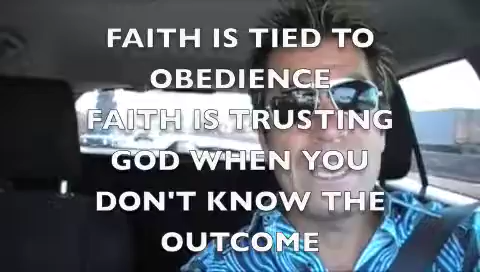 FAITH IS TIED TO
OBEDIENCE
FAITH IS TRUSTING
GOD WHEN YOU
DON'T KNOW THE
OUTCOME